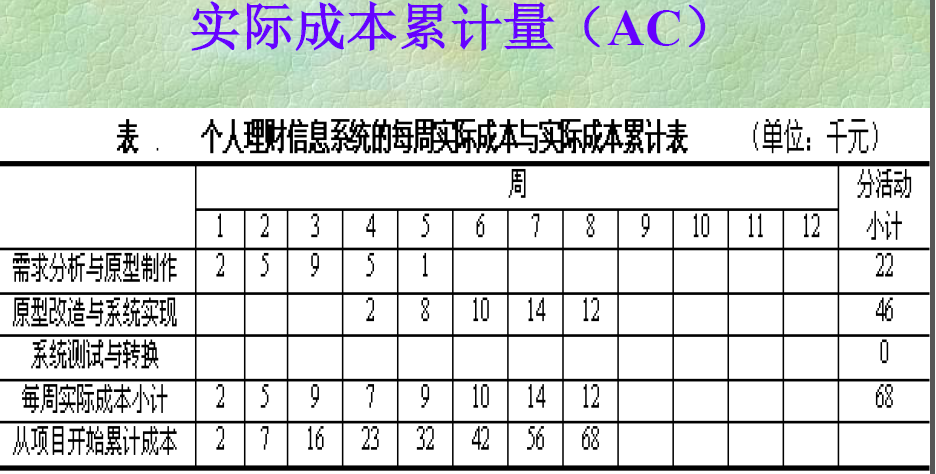 实际成本累计量（AC）
表 . 个人理财信息系统的每周实际成本与实际成本累计表 （单位：千元）
周 分活动
1 2 3 4 5 6 7 8 9 10 11 12 小计
需求分析与原型制作 2 5 9 5 1 22
原型改造与系统实现 2 8 10 14 12 46
系统测试与转换 0
每周实际成本小计 2 5 9 7 9 10 14 12 68
从项目开始累计成本 2 7 16 23 32 42 56 68